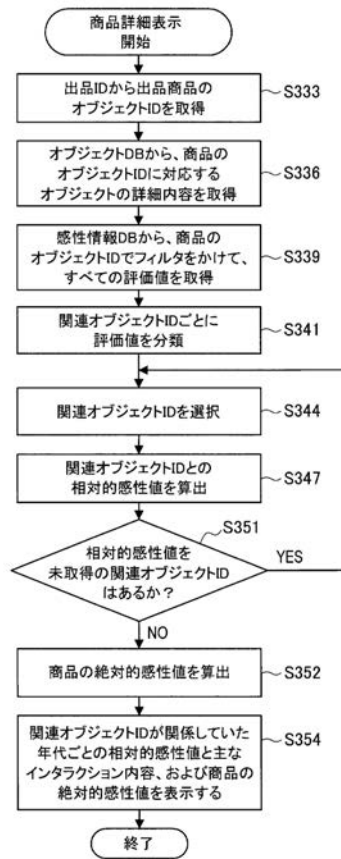 商品詳細表示
開始
出品IDから出品商品の
オブジェクトIDを取得
S333
オブジェクトDBから、商品の
オブジェクトIDに対応する
オブジェクトの詳細内容を取得
S336
感性情報DBから、商品の
オブジェクトIDでフィルタをかけて、
すべての評価値を取得
S339
関連オブジェクトIDごとに
評価値を分類
S341
関連オブジェクトIDを選択
S344
関連オブジェクトIDとの
相対的感性値を算出
S347
S351
相対的感性値を
未取得の関連オブジェクトID
はあるか?
YES
NO
商品の絶対的感性値を算出
S352
関連オブジェクトIDが関係していた
年代ごとの相対的感性値と主な
インタラクション内容、および商品の
絶対的感性値を表示する
S354
終了